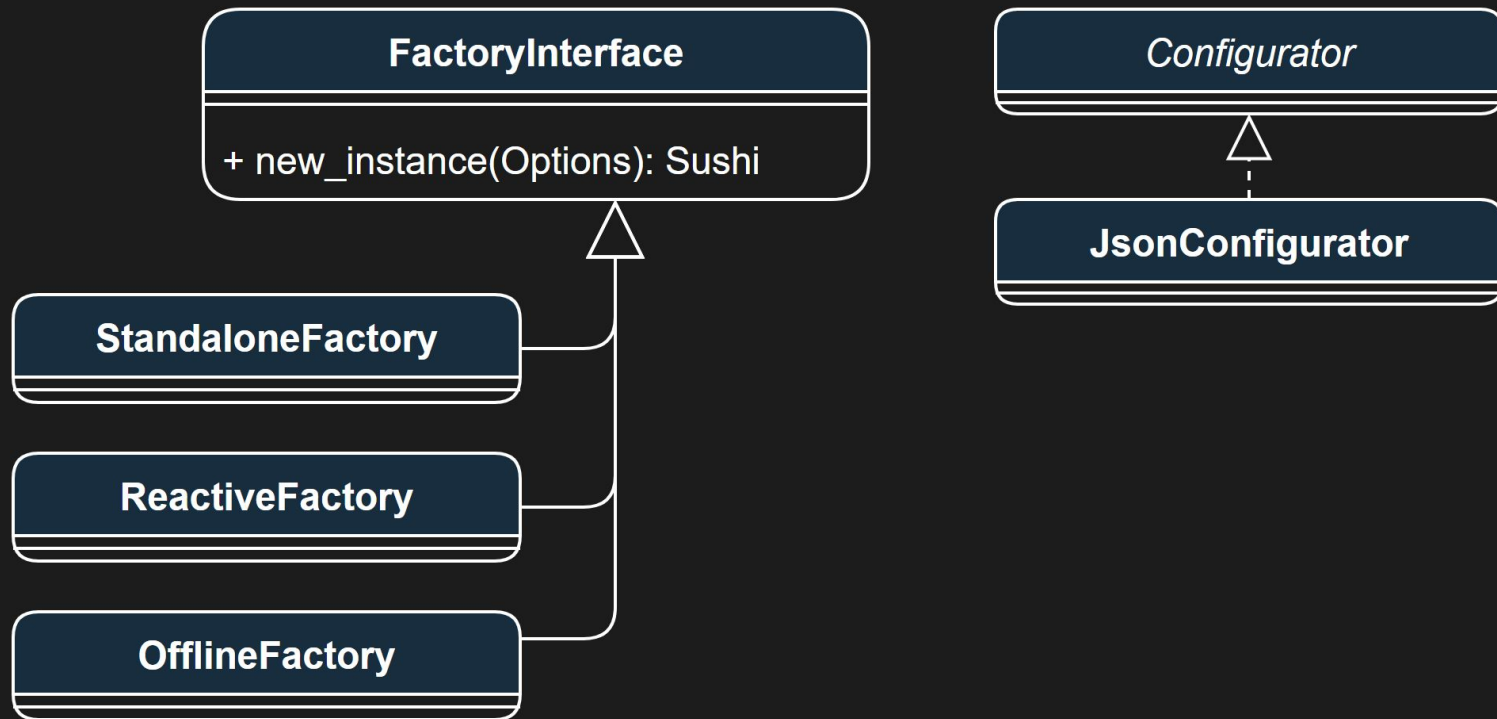 FactoryInterface
+ new_instance(Options): Sushi
StandaloneFactory
ReactiveFactory
OfflineFactory
Configurator
JsonConfigurator